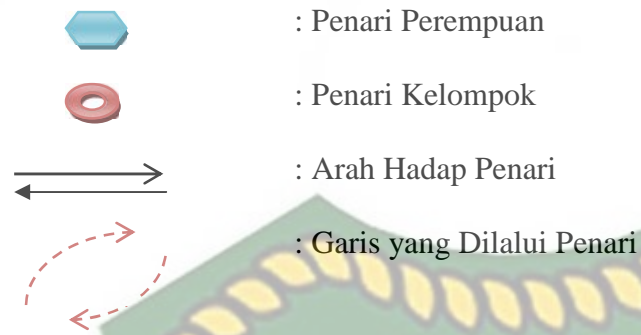 : Penari Perempuan
: Penari Kelompok
: Arah Hadap Penari
: Garis yang Dilalui Penari